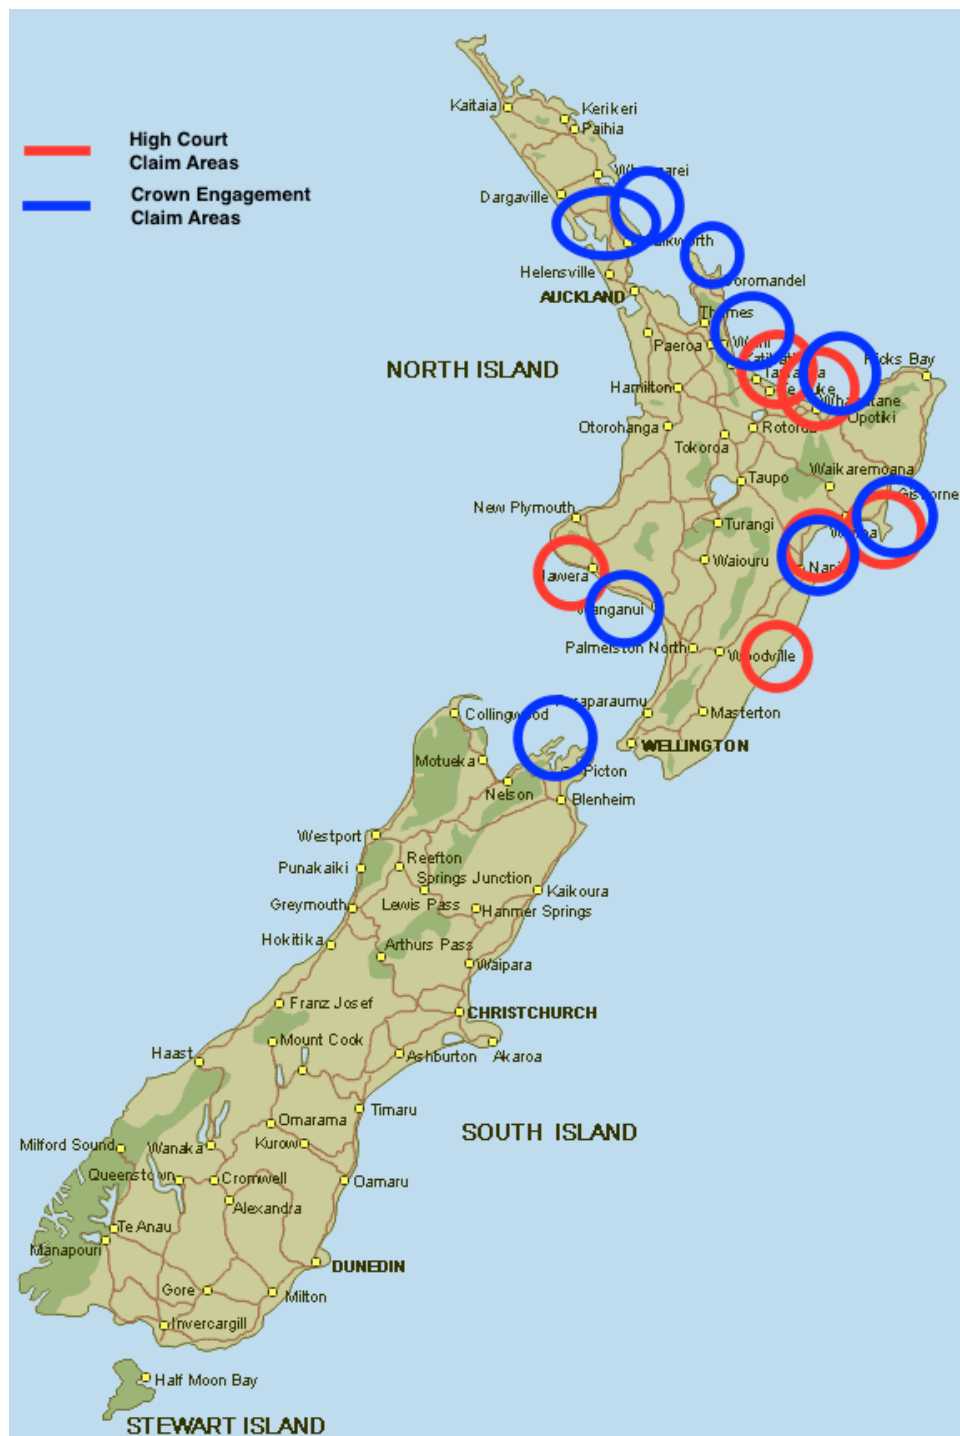 High Court
Claim Areas
Crown Engagement
Claim Areas
Kaitaia
Kerikeri
Paihia
Dargaville
Helensville
AUCKLAND
NORTH ISLAND
Paeroa
Hicks Bay
Hamilton
Opotiki
Otorohanga
Tokoroa
Waikaremoana
Taupo
New Plymouth
Turangi
Waiouru
Wanganui
Palmerston North
Woodville
Collingwood
Masterton
WELLINGTON
Motueka
Picton
Nelson
Blenheim
Westport
Reefton
Punakaiki
Springs Junction
Kaikoura
Greymouth
Lewis Pass
Hanmer Springs
Hokitika
Arthurs Pass
Waipara
Franz Josef
CHRISTCHURCH
Mount Cook
Haast
Ashburton
Akaroa
Timaru
Omarama
SOUTH ISLAND
Milford Sound
Wanaka
Kurow
Queenstown
Cromwell
Oamaru
Alexandra
Te Anau
Manapouri
DUNEDIN
Gore
Milton
Invercargill
Half Moon Bay
STEWART ISLAND